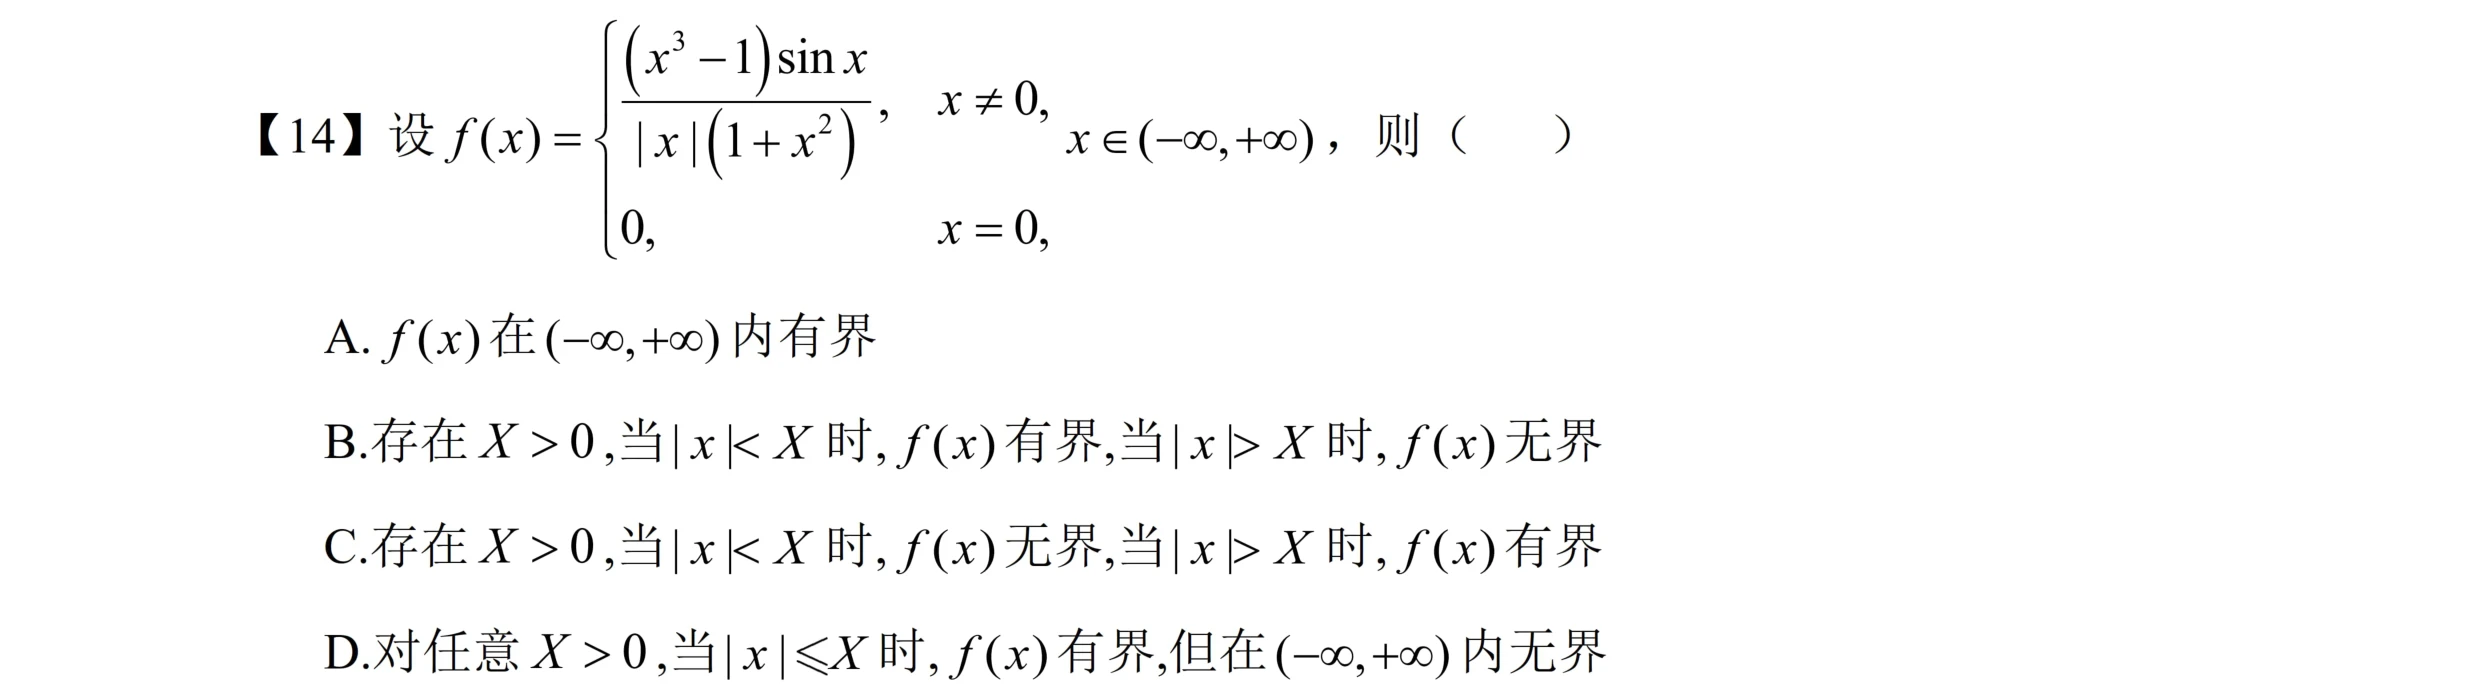 【14】设 $f(x)=\begin{cases}\dfrac{(x^3-1)\sin x}{|x|(1+x^2)}, & x\neq 0,\\ 0, & x=0,\end{cases}$ $x\in(-\infty,+\infty)$，则（　　）
A. $f(x)$在$(-\infty,+\infty)$内有界
B.存在 $X>0$,当$|x|<X$ 时,$f(x)$有界,当$|x|>X$ 时,$f(x)$无界
C.存在 $X>0$,当$|x|<X$ 时,$f(x)$无界,当$|x|>X$ 时,$f(x)$有界
D.对任意 $X>0$,当$|x|\leqslant X$ 时,$f(x)$有界,但在$(-\infty,+\infty)$内无界